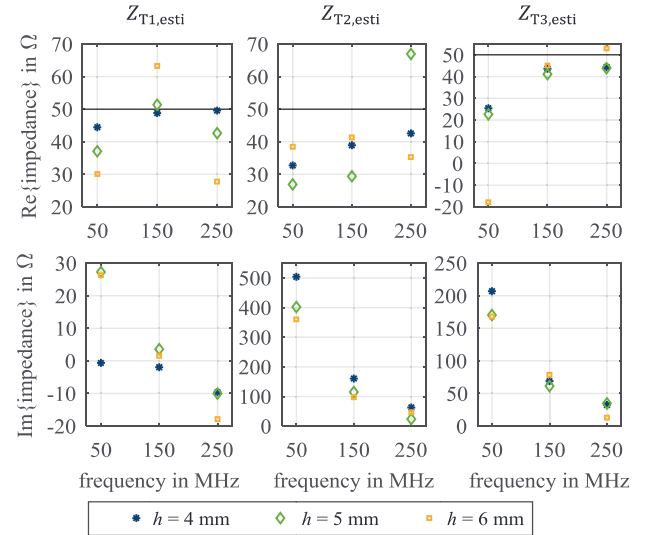 Z_T1,esti Z_T2,esti Z_T3,esti
Re{impedance} in Ω
70 60 50 40 30 20
70 60 50 40 30 20
50 40 30 20 10 0 -10 -20
50 150 250
50 150 250
50 150 250
Im{impedance} in Ω
30 20 10 0 -10 -20
500 400 300 200 100 0
250 200 150 100 50 0
50 150 250
50 150 250
50 150 250
frequency in MHz frequency in MHz frequency in MHz
h = 4 mm h = 5 mm h = 6 mm